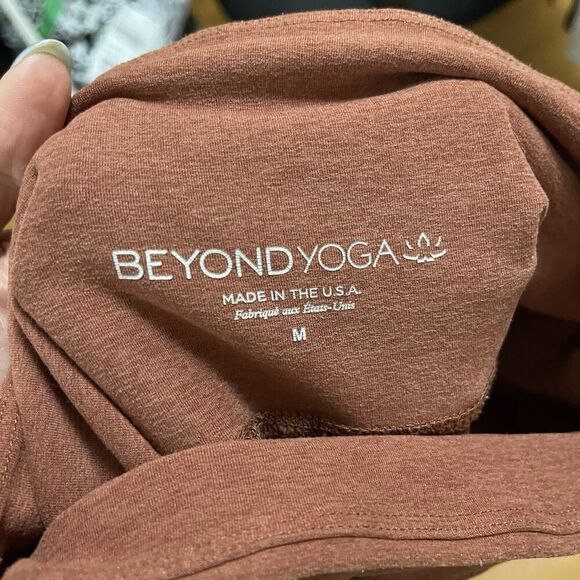 BEYOND YOGA
MADE IN THE U.S.A.
Fabriqué aux États-Unis
M